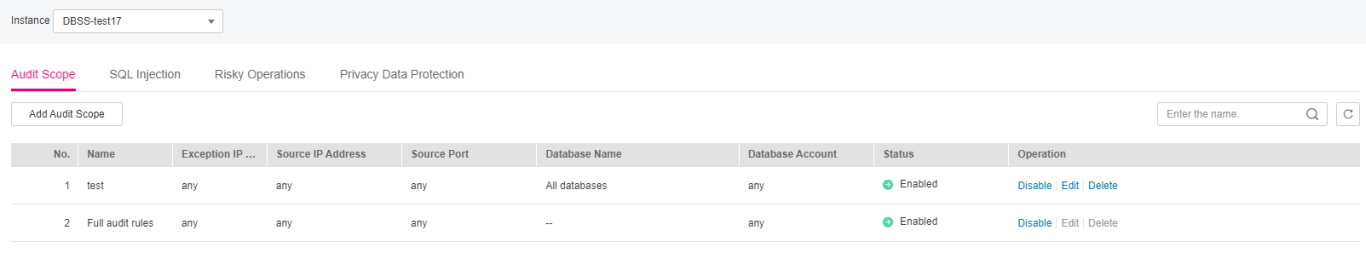 Instance DBSS-test17
Audit Scope SQL Injection Risky Operations Privacy Data Protection
Add Audit Scope Enter the name.
No. Name Exception IP ... Source IP Address Source Port Database Name Database Account Status Operation
1 test any any any All databases any Enabled Disable Edit Delete
2 Full audit rules any any any -- any Enabled Disable Edit Delete